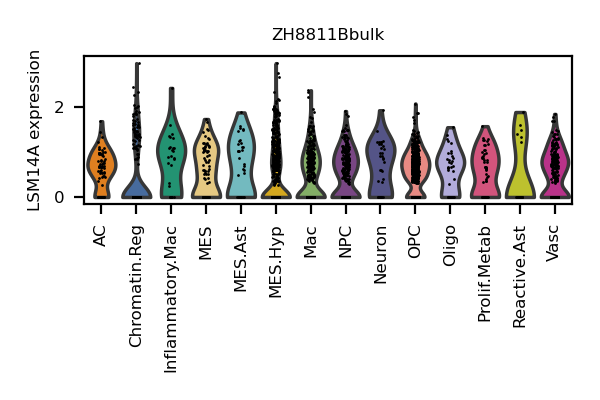 ZH8811Bbulk
LSM14A expression
2
0
AC
Chromatin.Reg
Inflammatory.Mac
MES
MES.Ast
MES.Hyp
Mac
NPC
Neuron
OPC
Oligo
Prolif.Metab
Reactive.Ast
Vasc